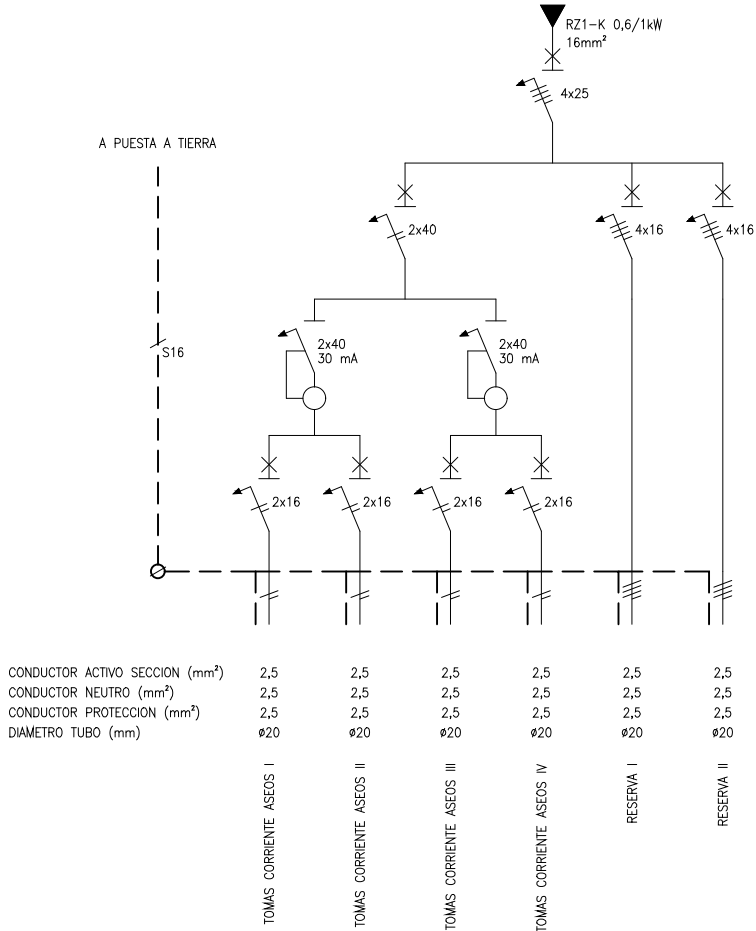 RZ1-K 0,6/1kW
16mm²
4x25
A PUESTA A TIERRA
2x40
4x16
4x16
S16
2x40
30 mA
2x40
30 mA
2x16
2x16
2x16
2x16
CONDUCTOR ACTIVO SECCION (mm²) 2,5 2,5 2,5 2,5 2,5 2,5
CONDUCTOR NEUTRO (mm²) 2,5 2,5 2,5 2,5 2,5 2,5
CONDUCTOR PROTECCION (mm²) 2,5 2,5 2,5 2,5 2,5 2,5
DIAMETRO TUBO (mm) ø20 ø20 ø20 ø20 ø20 ø20
TOMAS CORRIENTE ASEOS I
TOMAS CORRIENTE ASEOS II
TOMAS CORRIENTE ASEOS III
TOMAS CORRIENTE ASEOS IV
RESERVA I
RESERVA II